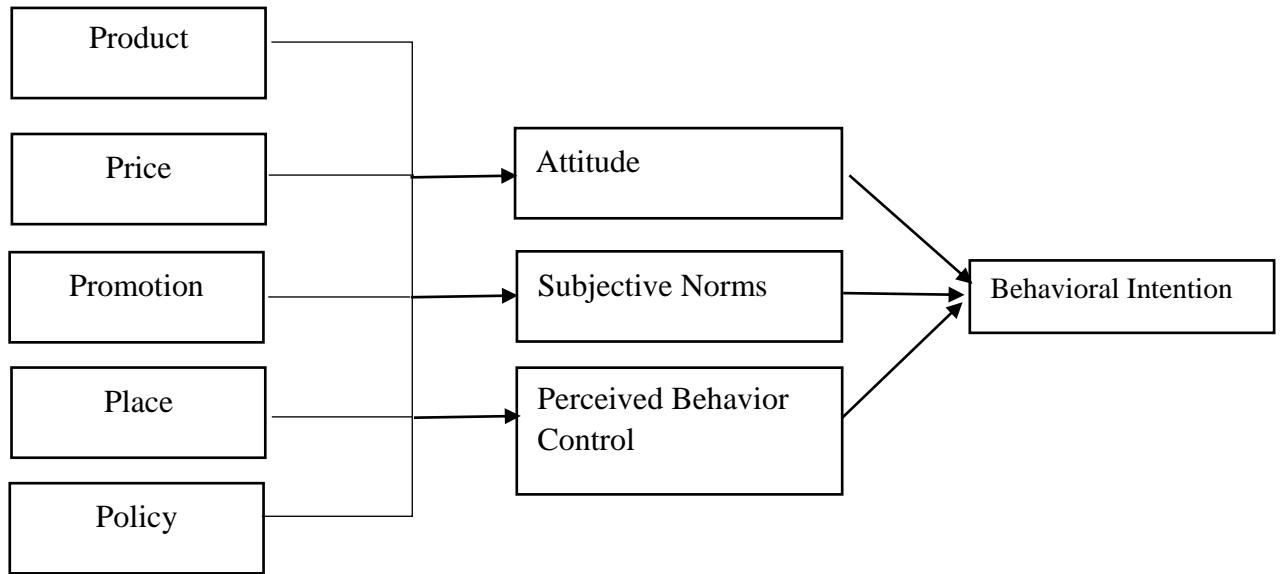 Product
Price
Promotion
Place
Policy
Attitude
Subjective Norms
Perceived Behavior
Control
Behavioral Intention